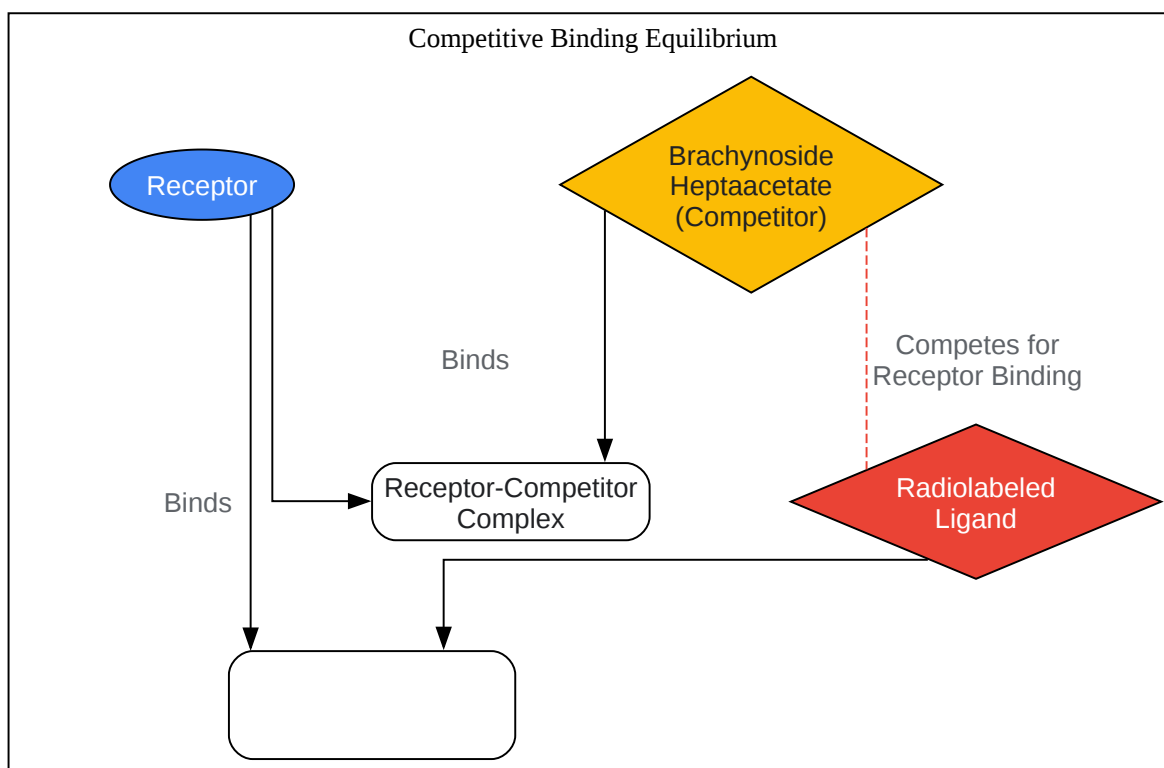 Competitive Binding Equilibrium
Receptor
Brachynoside
Heptaacetate
(Competitor)
Binds
Competes for
Receptor Binding
Binds
Receptor-Competitor
Complex
Radiolabeled
Ligand